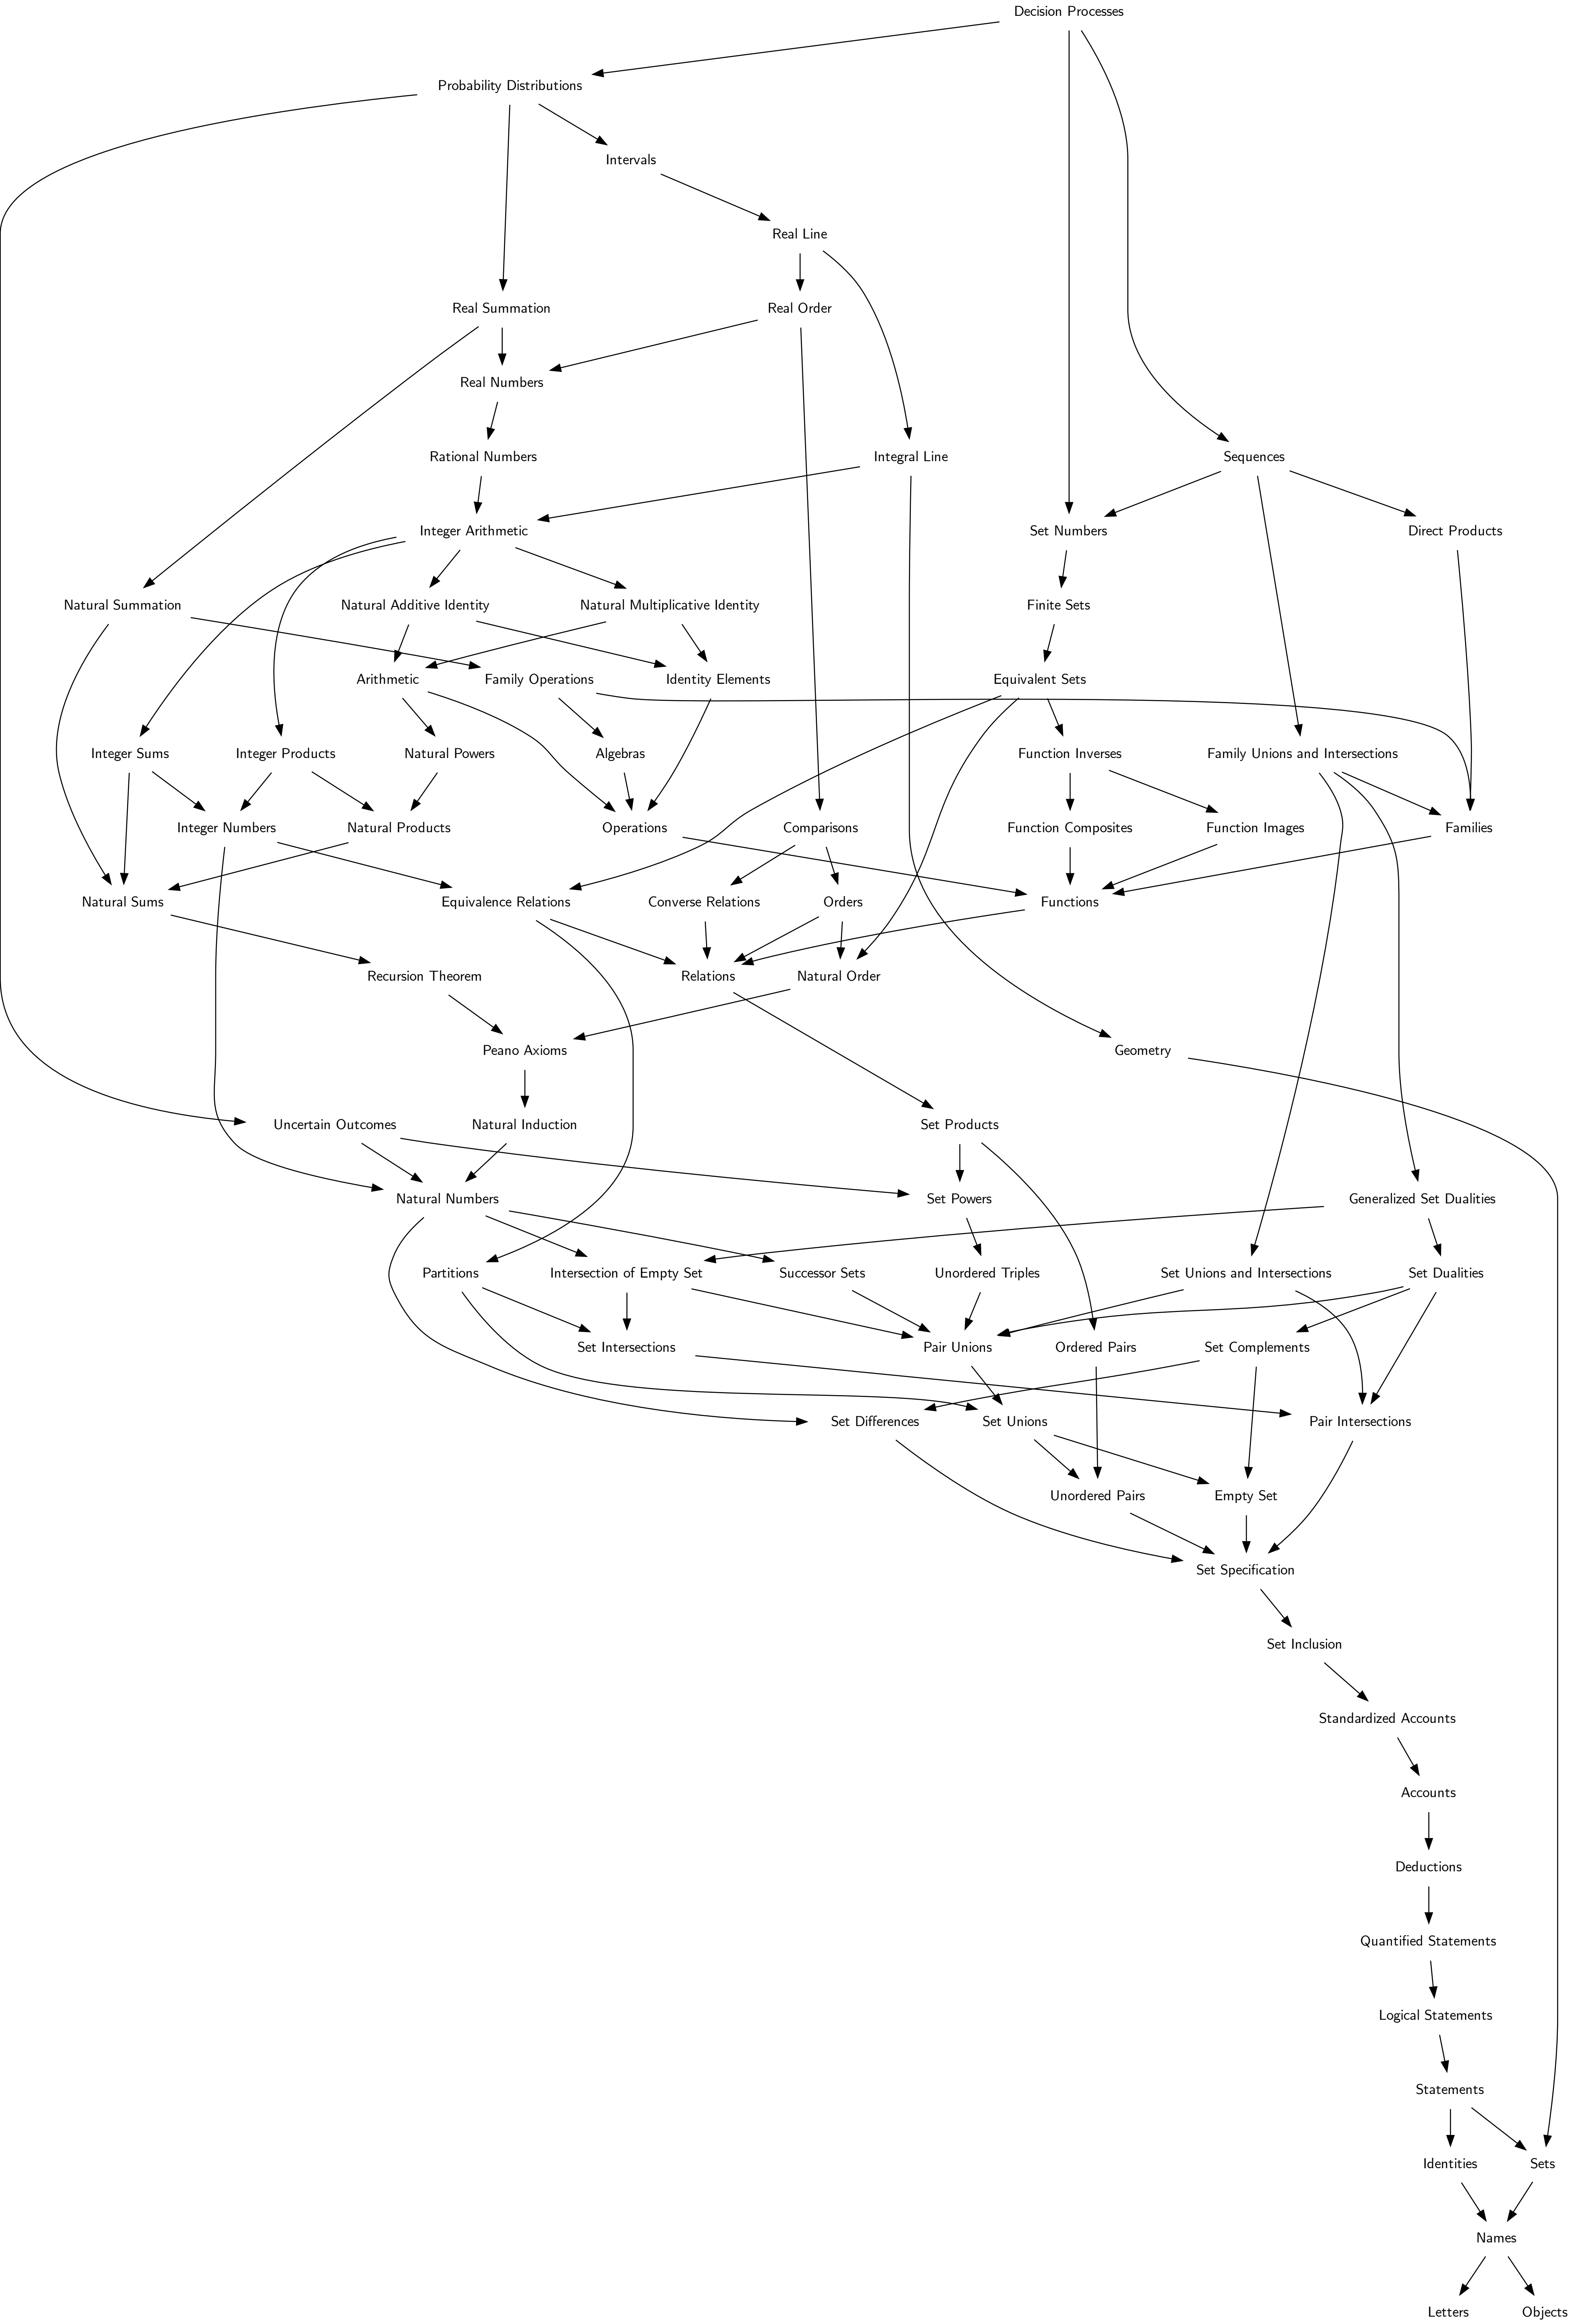 Decision Processes
Probability Distributions
Intervals
Real Line
Real Summation
Real Order
Real Numbers
Rational Numbers
Integral Line
Sequences
Integer Arithmetic
Set Numbers
Direct Products
Natural Summation
Natural Additive Identity
Natural Multiplicative Identity
Finite Sets
Arithmetic
Family Operations
Identity Elements
Equivalent Sets
Integer Sums
Integer Products
Natural Powers
Algebras
Function Inverses
Family Unions and Intersections
Integer Numbers
Natural Products
Operations
Comparisons
Function Composites
Function Images
Families
Natural Sums
Equivalence Relations
Converse Relations
Orders
Functions
Recursion Theorem
Relations
Natural Order
Peano Axioms
Geometry
Uncertain Outcomes
Natural Induction
Set Products
Natural Numbers
Set Powers
Generalized Set Dualities
Partitions
Intersection of Empty Set
Successor Sets
Unordered Triples
Set Unions and Intersections
Set Dualities
Set Intersections
Pair Unions
Ordered Pairs
Set Complements
Set Differences
Set Unions
Pair Intersections
Unordered Pairs
Empty Set
Set Specification
Set Inclusion
Standardized Accounts
Accounts
Deductions
Quantified Statements
Logical Statements
Statements
Identities
Sets
Names
Letters
Objects